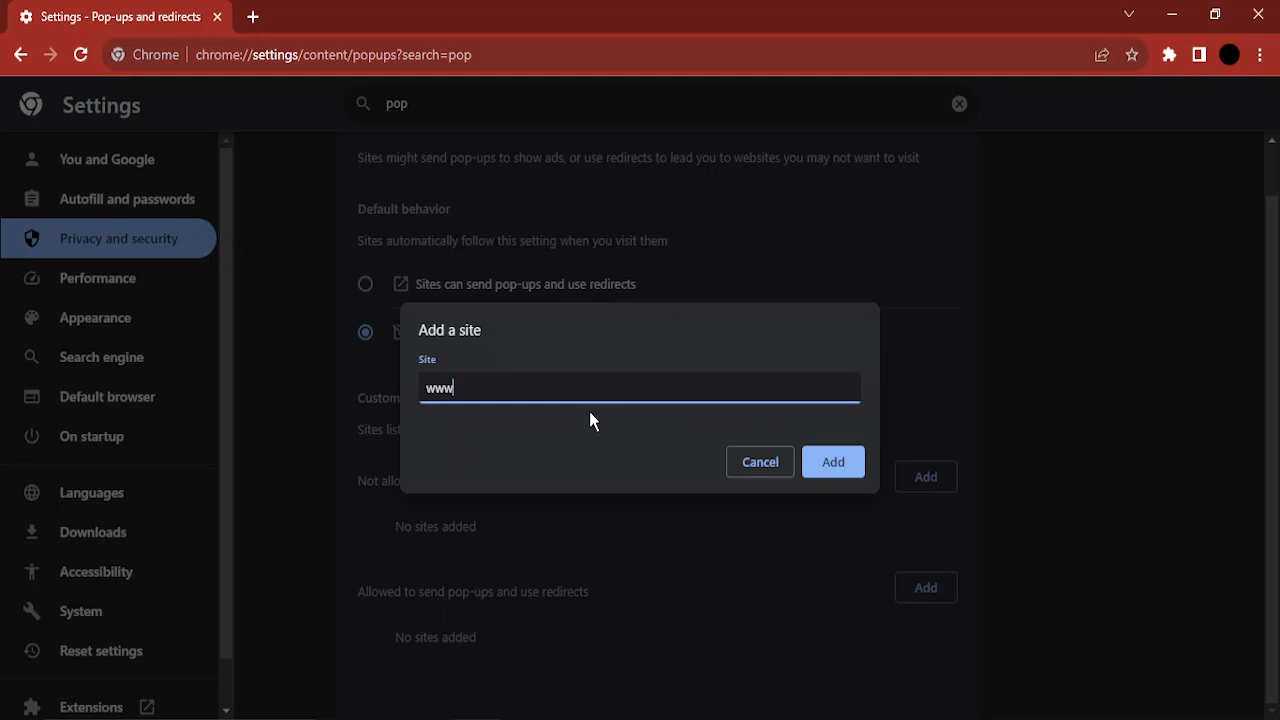 Settings - Pop-ups and redirects
Chrome
chrome://settings/content/popups?search=pop
Settings
pop
You and Google
Autofill and passwords
Privacy and security
Performance
Appearance
Search engine
Default browser
On startup
Languages
Downloads
Accessibility
System
Reset settings
Extensions
Sites might send pop-ups to show ads, or use redirects to lead you to websites you may not want to visit
Default behavior
Sites automatically follow this setting when you visit them
Sites can send pop-ups and use redirects
Add a site
Site
www
Cancel
Add
Custom
Sites list
Not allo
Add
No sites added
Allowed to send pop-ups and use redirects
Add
No sites added